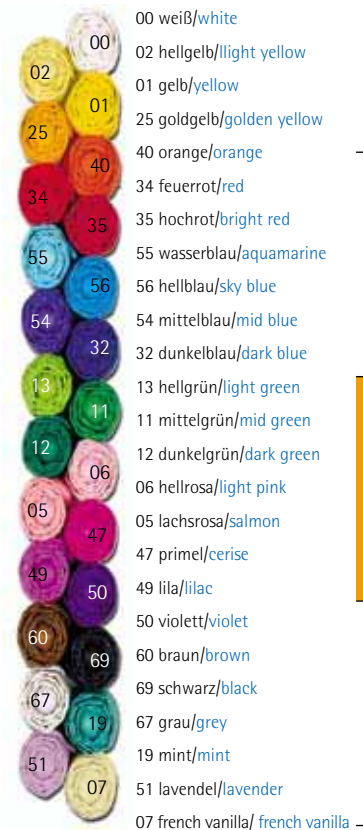 00 weiß/white
02 hellgelb/llight yellow
01 gelb/yellow
25 goldgelb/golden yellow
40 orange/orange
34 feuerrot/red
35 hochrot/bright red
55 wasserblau/aquamarine
56 hellblau/sky blue
54 mittelblau/mid blue
32 dunkelblau/dark blue
13 hellgrün/light green
11 mittelgrün/mid green
12 dunkelgrün/dark green
06 hellrosa/light pink
05 lachsrosa/salmon
47 primel/cerise
49 lila/lilac
50 violett/violet
60 braun/brown
69 schwarz/black
67 grau/grey
19 mint/mint
51 lavendel/lavender
07 french vanilla/ french vanilla
00
02
01
25
40
34
35
55
56
54
32
13
11
12
06
05
47
49
50
60
69
67
19
51
07